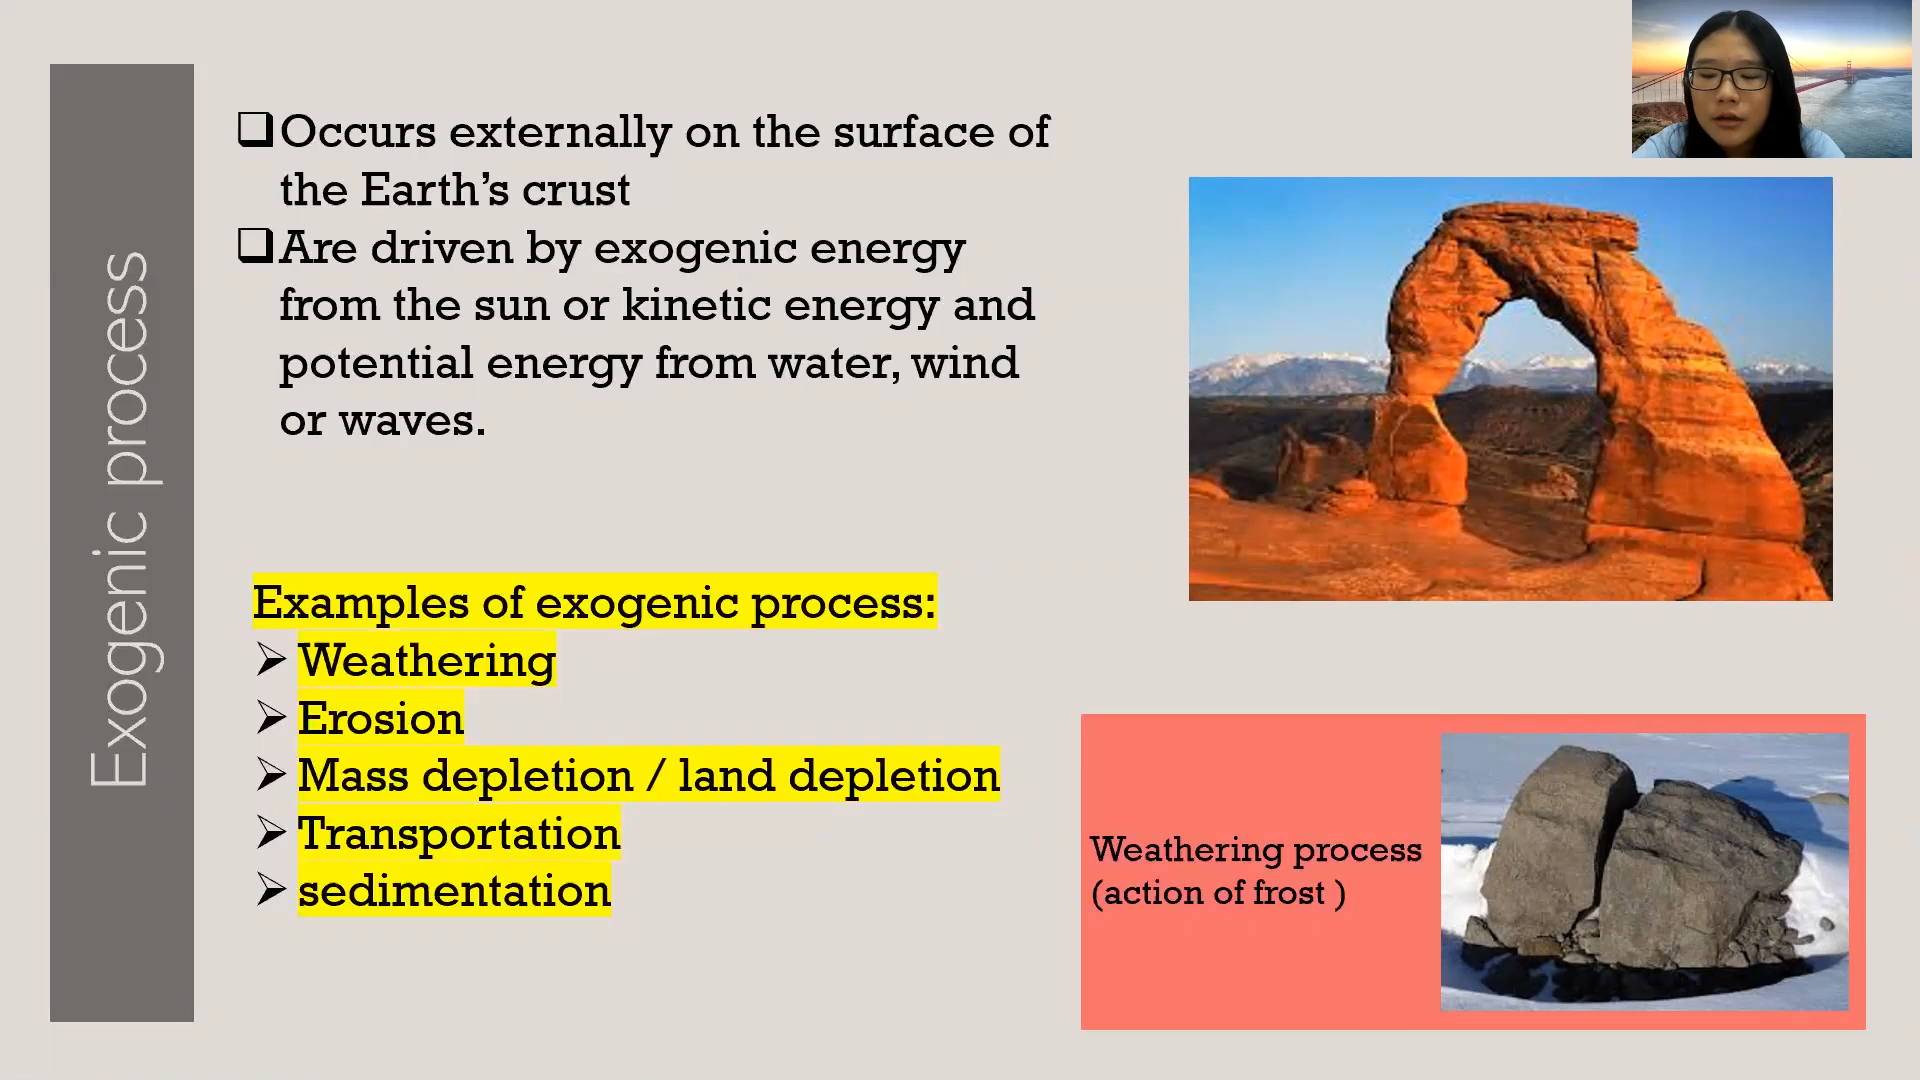 Exogenic process
❑Occurs externally on the surface of
the Earth’s crust
❑Are driven by exogenic energy
from the sun or kinetic energy and
potential energy from water, wind
or waves.
Examples of exogenic process:
➢ Weathering
➢ Erosion
➢ Mass depletion / land depletion
➢ Transportation
➢ sedimentation
Weathering process
(action of frost )